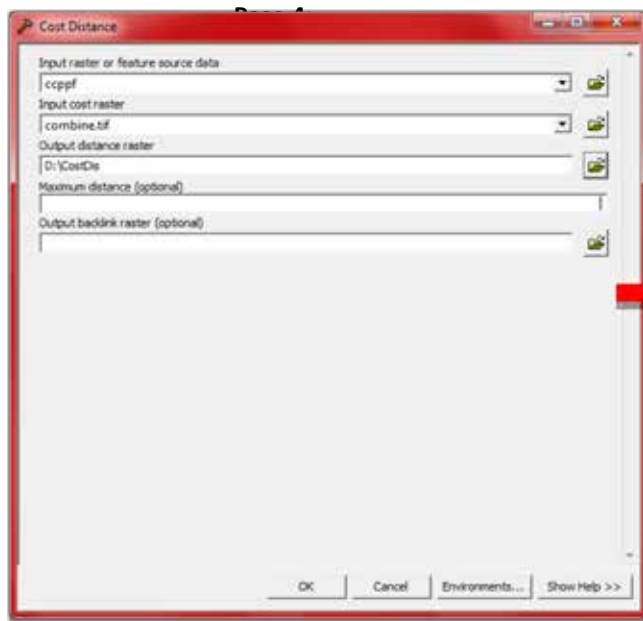 Cost Distance
Input raster or feature source data
ccppf
Input cost raster
combine.tif
Output distance raster
D:\CostDis
Maximum distance (optional)
Output backlink raster (optional)
OK
Cancel
Environments...
Show Help >>